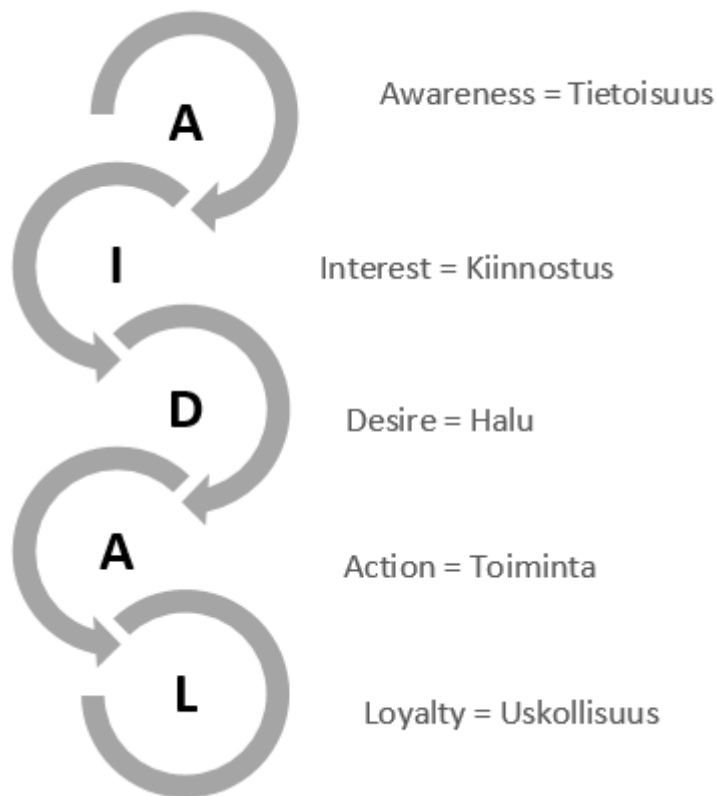 A
Awareness = Tietoisuus
I
Interest = Kiinnostus
D
Desire = Halu
A
Action = Toiminta
L
Loyalty = Uskollisuus